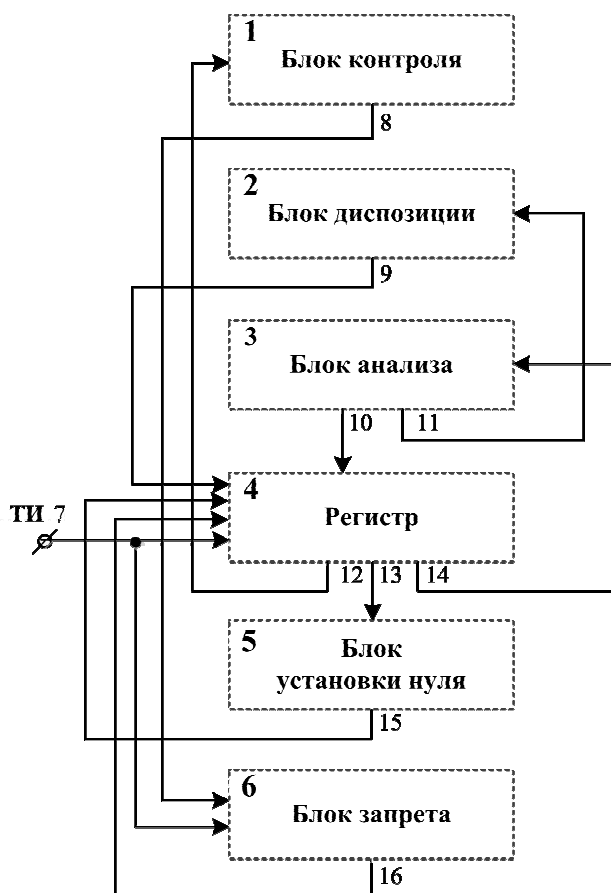 1
Блок контроля
8
2
Блок диспозиции
9
3
Блок анализа
10 11
4
Регистр
ТИ 7
12 13 14
5
Блок
установки нуля
15
6
Блок запрета
16